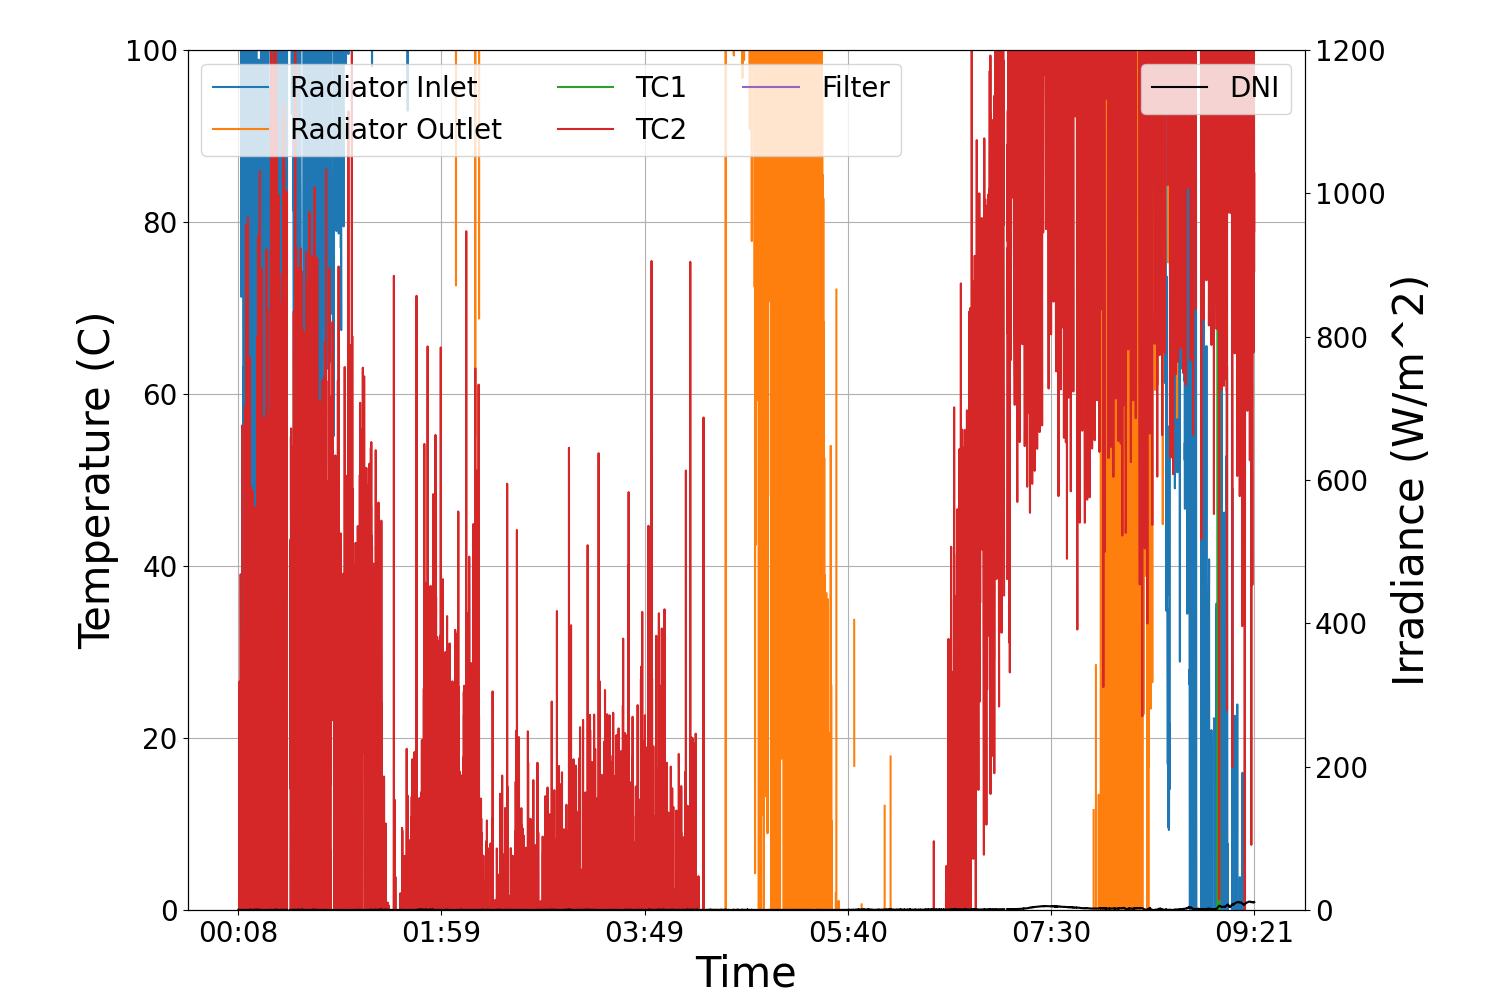 100
80
60
40
20
0
Temperature (C)
Radiator Inlet
Radiator Outlet
TC1
TC2
Filter
DNI
1200
1000
800
600
400
200
0
Irradiance (W/m^2)
00:08 01:59 03:49 05:40 07:30 09:21
Time